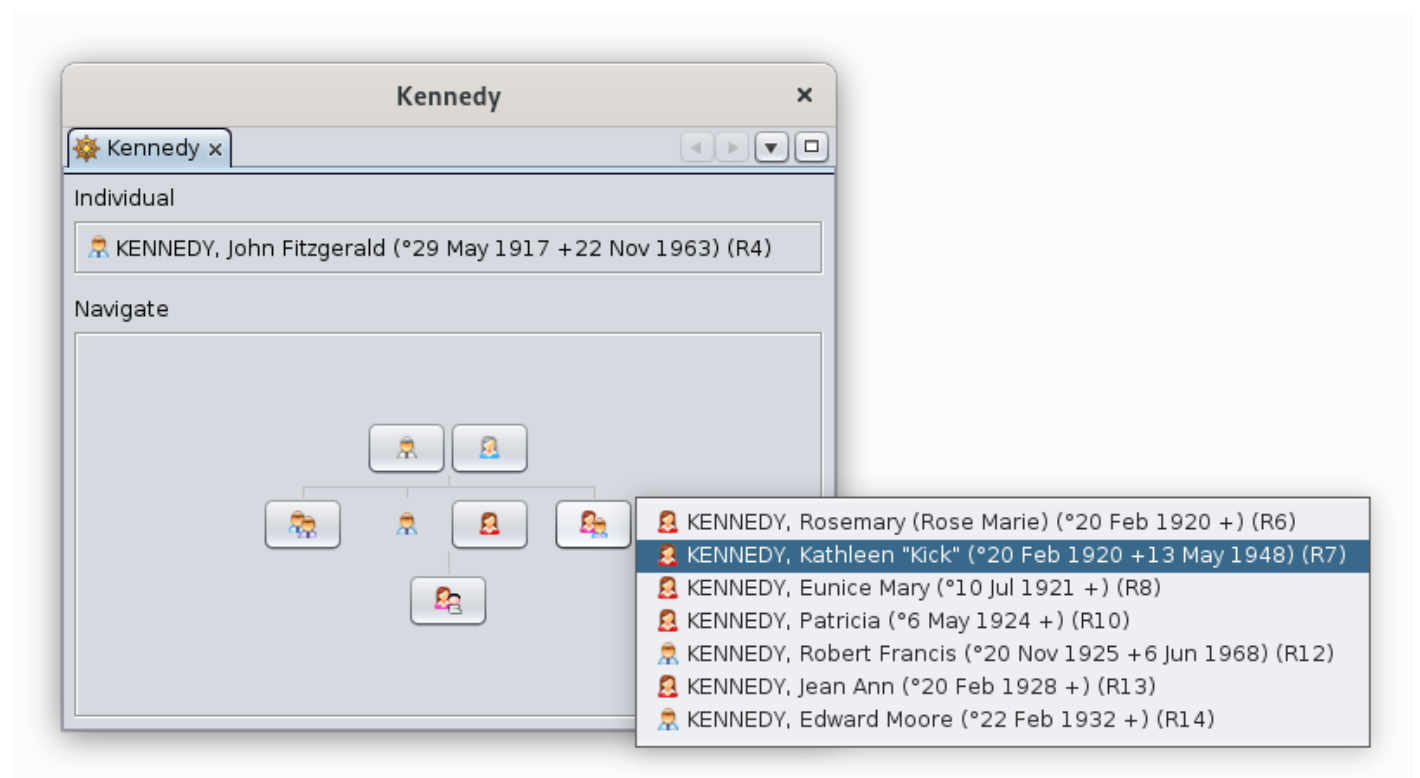 Kennedy
Kennedy
Individual
KENNEDY, John Fitzgerald (°29 May 1917 +22 Nov 1963) (R4)
Navigate
KENNEDY, Rosemary (Rose Marie) (°20 Feb 1920 +) (R6)
KENNEDY, Kathleen "Kick" (°20 Feb 1920 +13 May 1948) (R7)
KENNEDY, Eunice Mary (°10 Jul 1921 +) (R8)
KENNEDY, Patricia (°6 May 1924 +) (R10)
KENNEDY, Robert Francis (°20 Nov 1925 +6 Jun 1968) (R12)
KENNEDY, Jean Ann (°20 Feb 1928 +) (R13)
KENNEDY, Edward Moore (°22 Feb 1932 +) (R14)